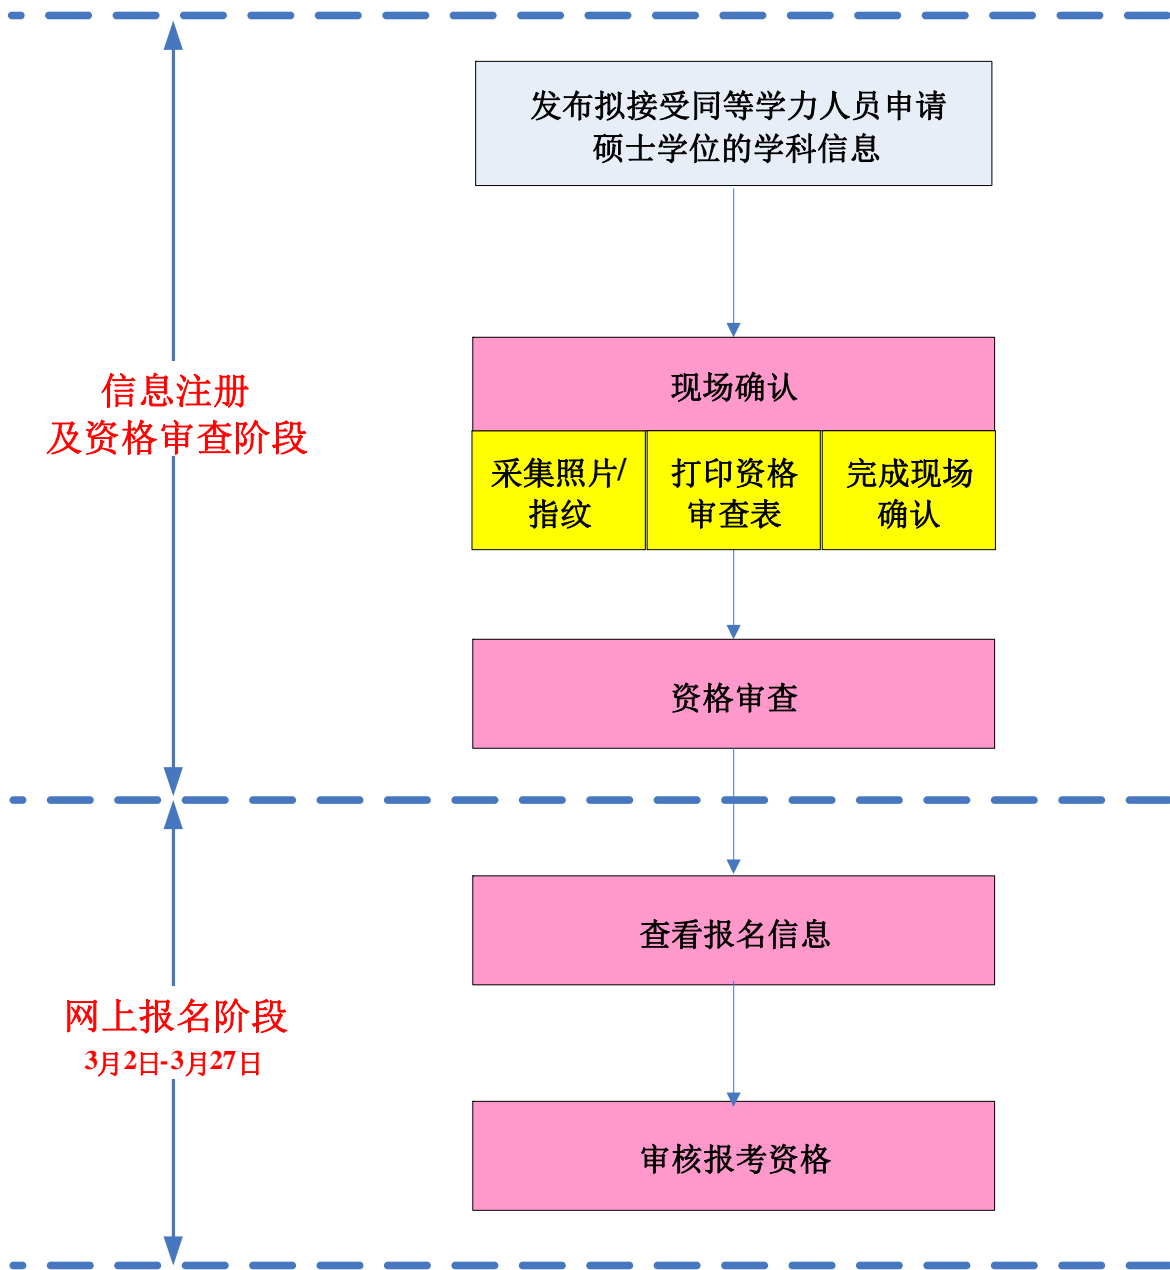 发布拟接受同等学力人员申请
硕士学位的学科信息
现场确认
信息注册
及资格审查阶段
采集照片/
指纹
打印资格
审查表
完成现场
确认
资格审查
查看报名信息
网上报名阶段
3月2日-3月27日
审核报考资格